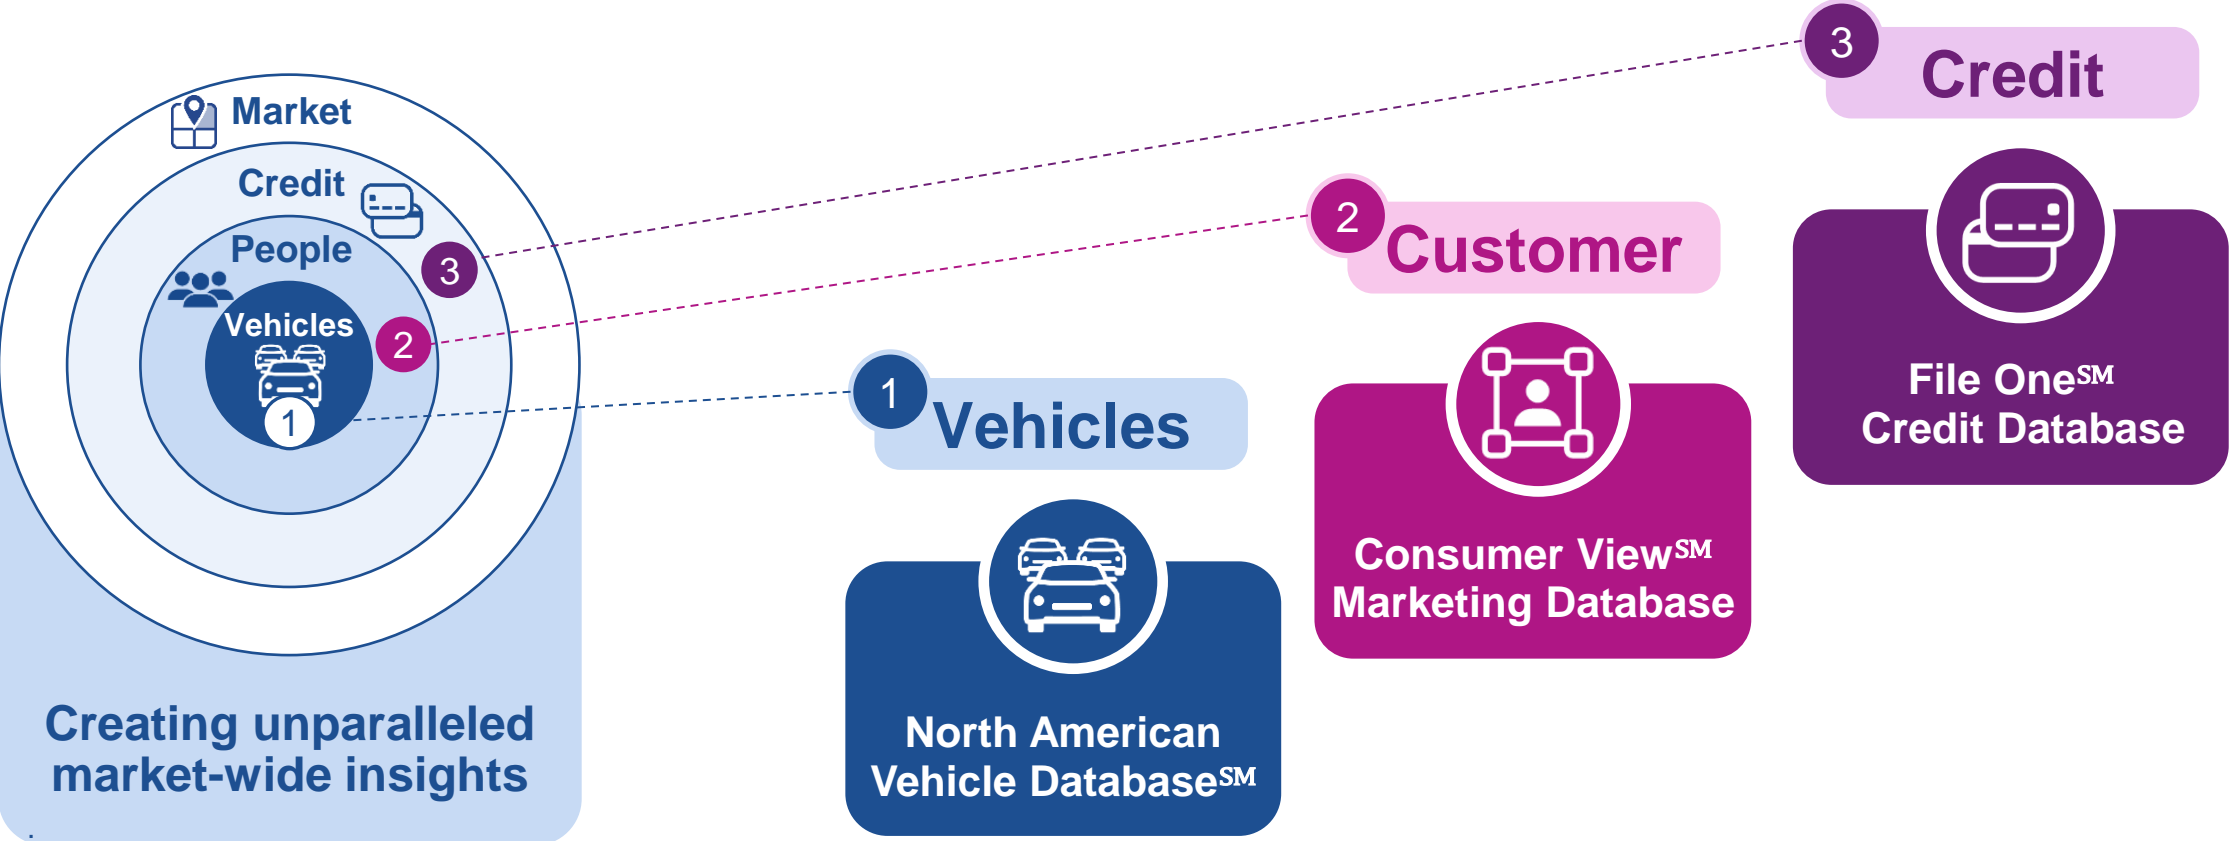 Market
Credit
People
Vehicles
1
2
3
Creating unparalleled
market-wide insights
.
1
Vehicles
North American
Vehicle Database℠
2
Customer
Consumer View℠
Marketing Database
3
Credit
File One℠
Credit Database